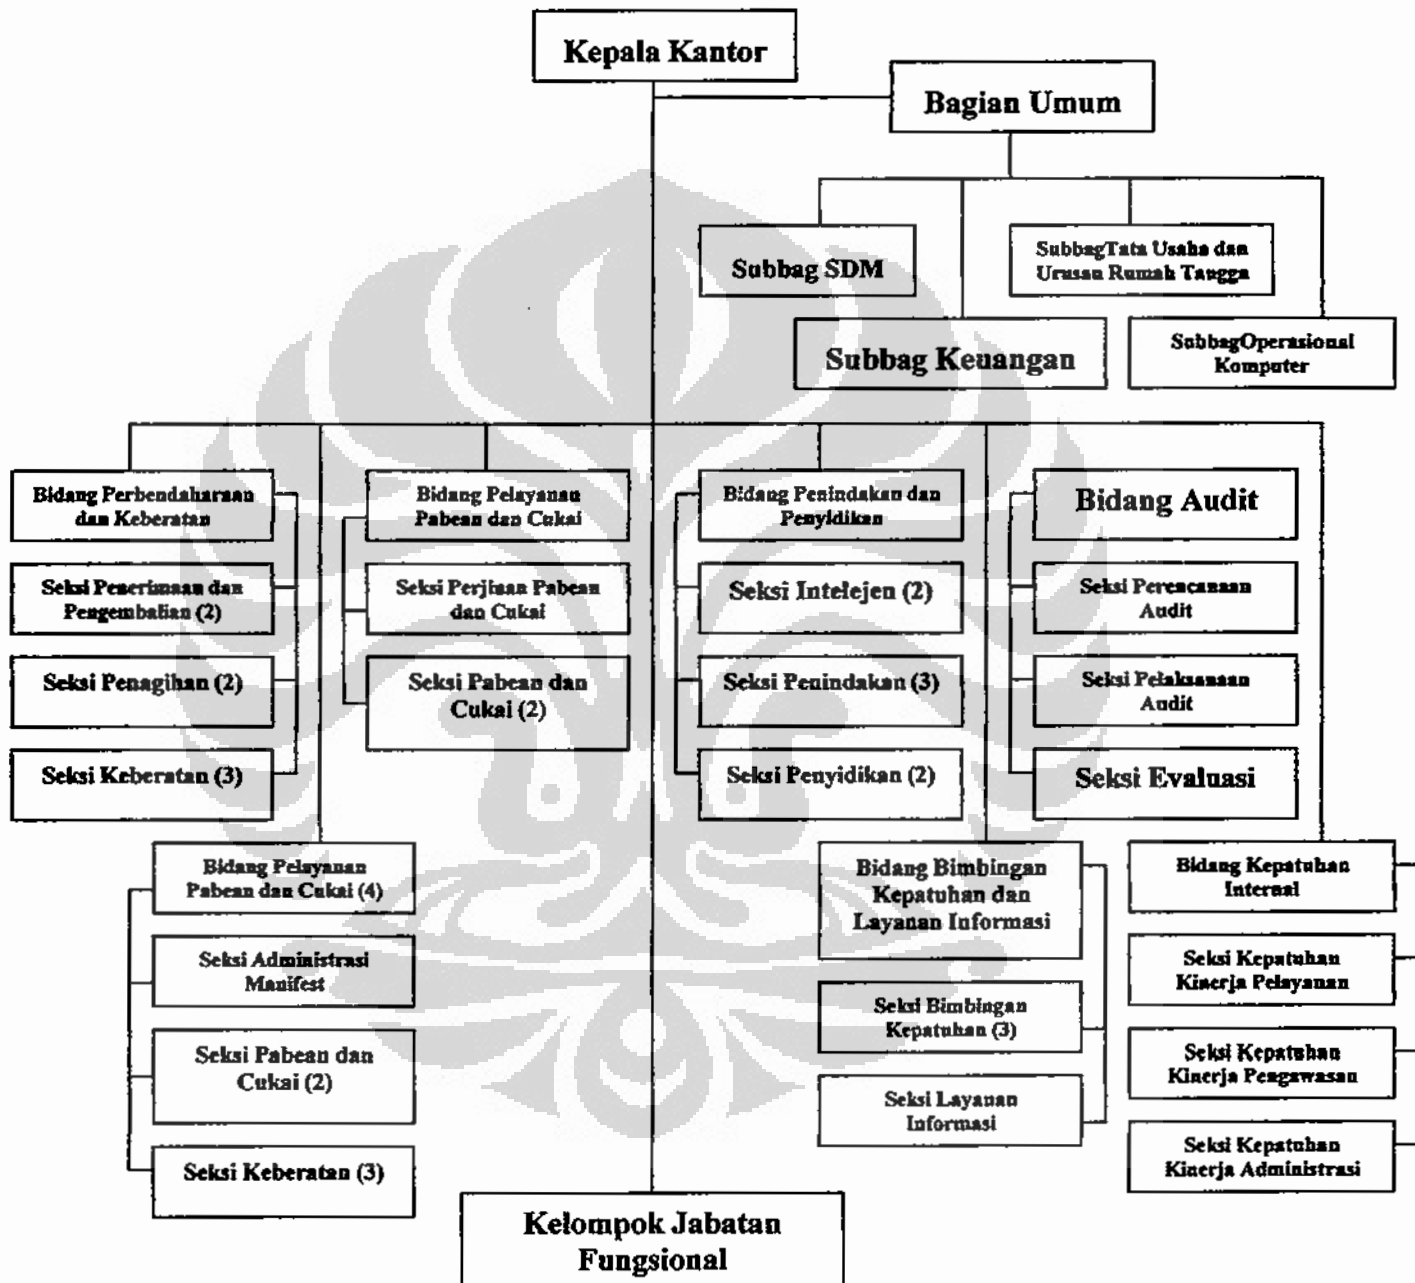 Kepala Kantor
Bagian Umum
Subbag SDM
SubbagTata Usaha dan
Urusan Rumah Tangga
Subbag Keuangan
SubbagOperasional
Komputer
Bidang Perbendaharaan
dan Keberatan
Seksi Penerimaan dan
Pengembalian (2)
Seksi Penagihan (2)
Seksi Keberatan (3)
Bidang Pelayanan
Pabean dan Cukai
Seksi Perjinan Pabean
dan Cukai
Seksi Pabean dan
Cukai (2)
Bidang Penindakan dan
Penyidikan
Seksi Intelejen (2)
Seksi Penindakan (3)
Seksi Penyidikan (2)
Bidang Audit
Seksi Perencanaan
Audit
Seksi Pelaksanaan
Audit
Seksi Evaluasi
Bidang Pelayanan
Pabean dan Cukai (4)
Seksi Administrasi
Manifest
Seksi Pabean dan
Cukai (2)
Seksi Keberatan (3)
Bidang Bimbingan
Kepatuhan dan
Layanan Informasi
Seksi Bimbingan
Kepatuhan (3)
Seksi Layanan
Informasi
Bidang Kepatuhan
Internal
Seksi Kepatuhan
Kinerja Pelayanan
Seksi Kepatuhan
Kinerja Pengawasan
Seksi Kepatuhan
Kinerja Administrasi
Kelompok Jabatan
Fungsional